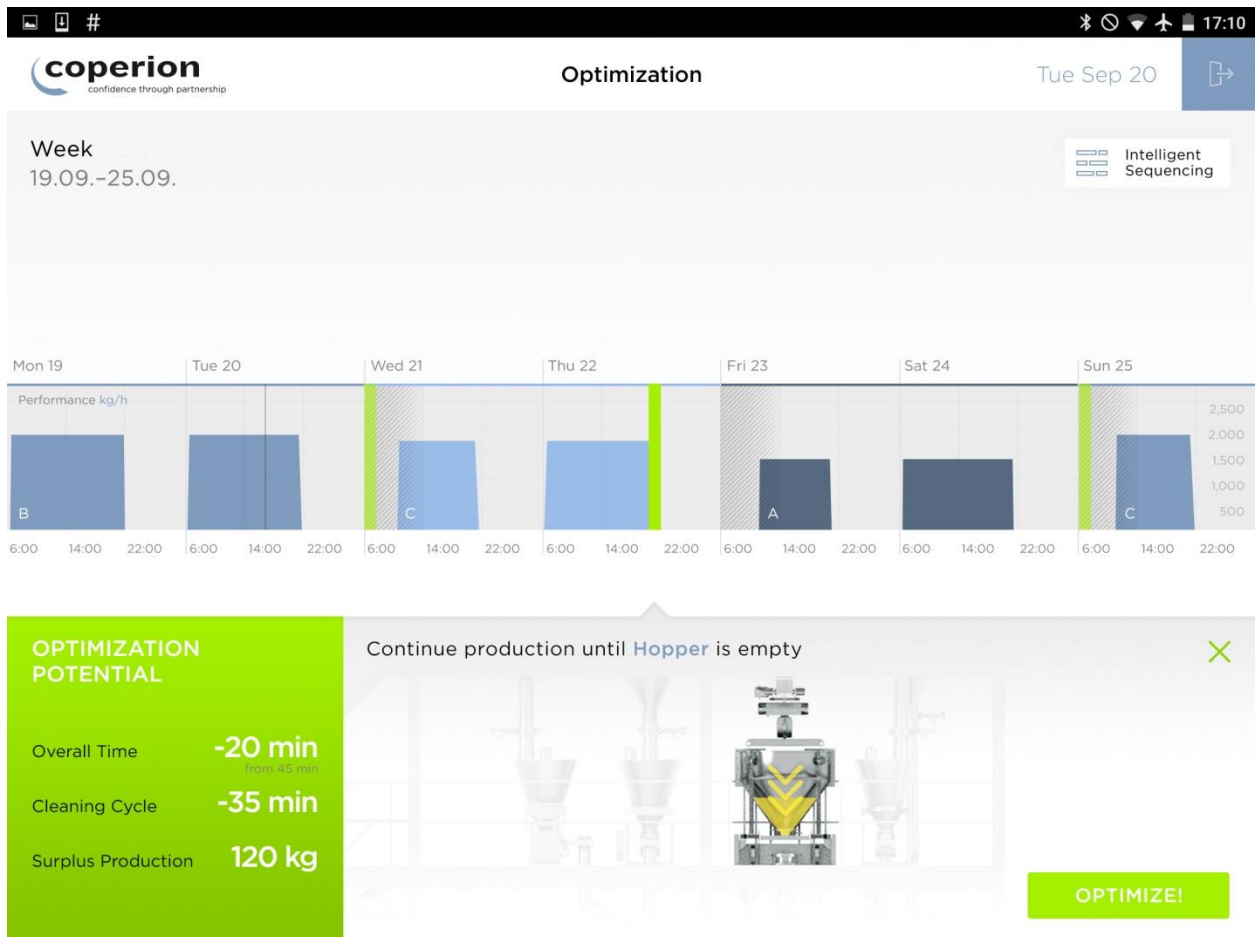 # 17:10
coperion
confidence through partnership
Optimization
Tue Sep 20
Week
19.09.–25.09.
Intelligent
Sequencing
Mon 19 Tue 20 Wed 21 Thu 22 Fri 23 Sat 24 Sun 25
Performance kg/h
2,500
2,000
1,500
1,000
500
B C A C
6:00 14:00 22:00 6:00 14:00 22:00 6:00 14:00 22:00 6:00 14:00 22:00 6:00 14:00 22:00 6:00 14:00 22:00 6:00 14:00 22:00
OPTIMIZATION
POTENTIAL
Overall Time -20 min
from 45 min
Cleaning Cycle -35 min
Surplus Production 120 kg
Continue production until Hopper is empty
OPTIMIZE!